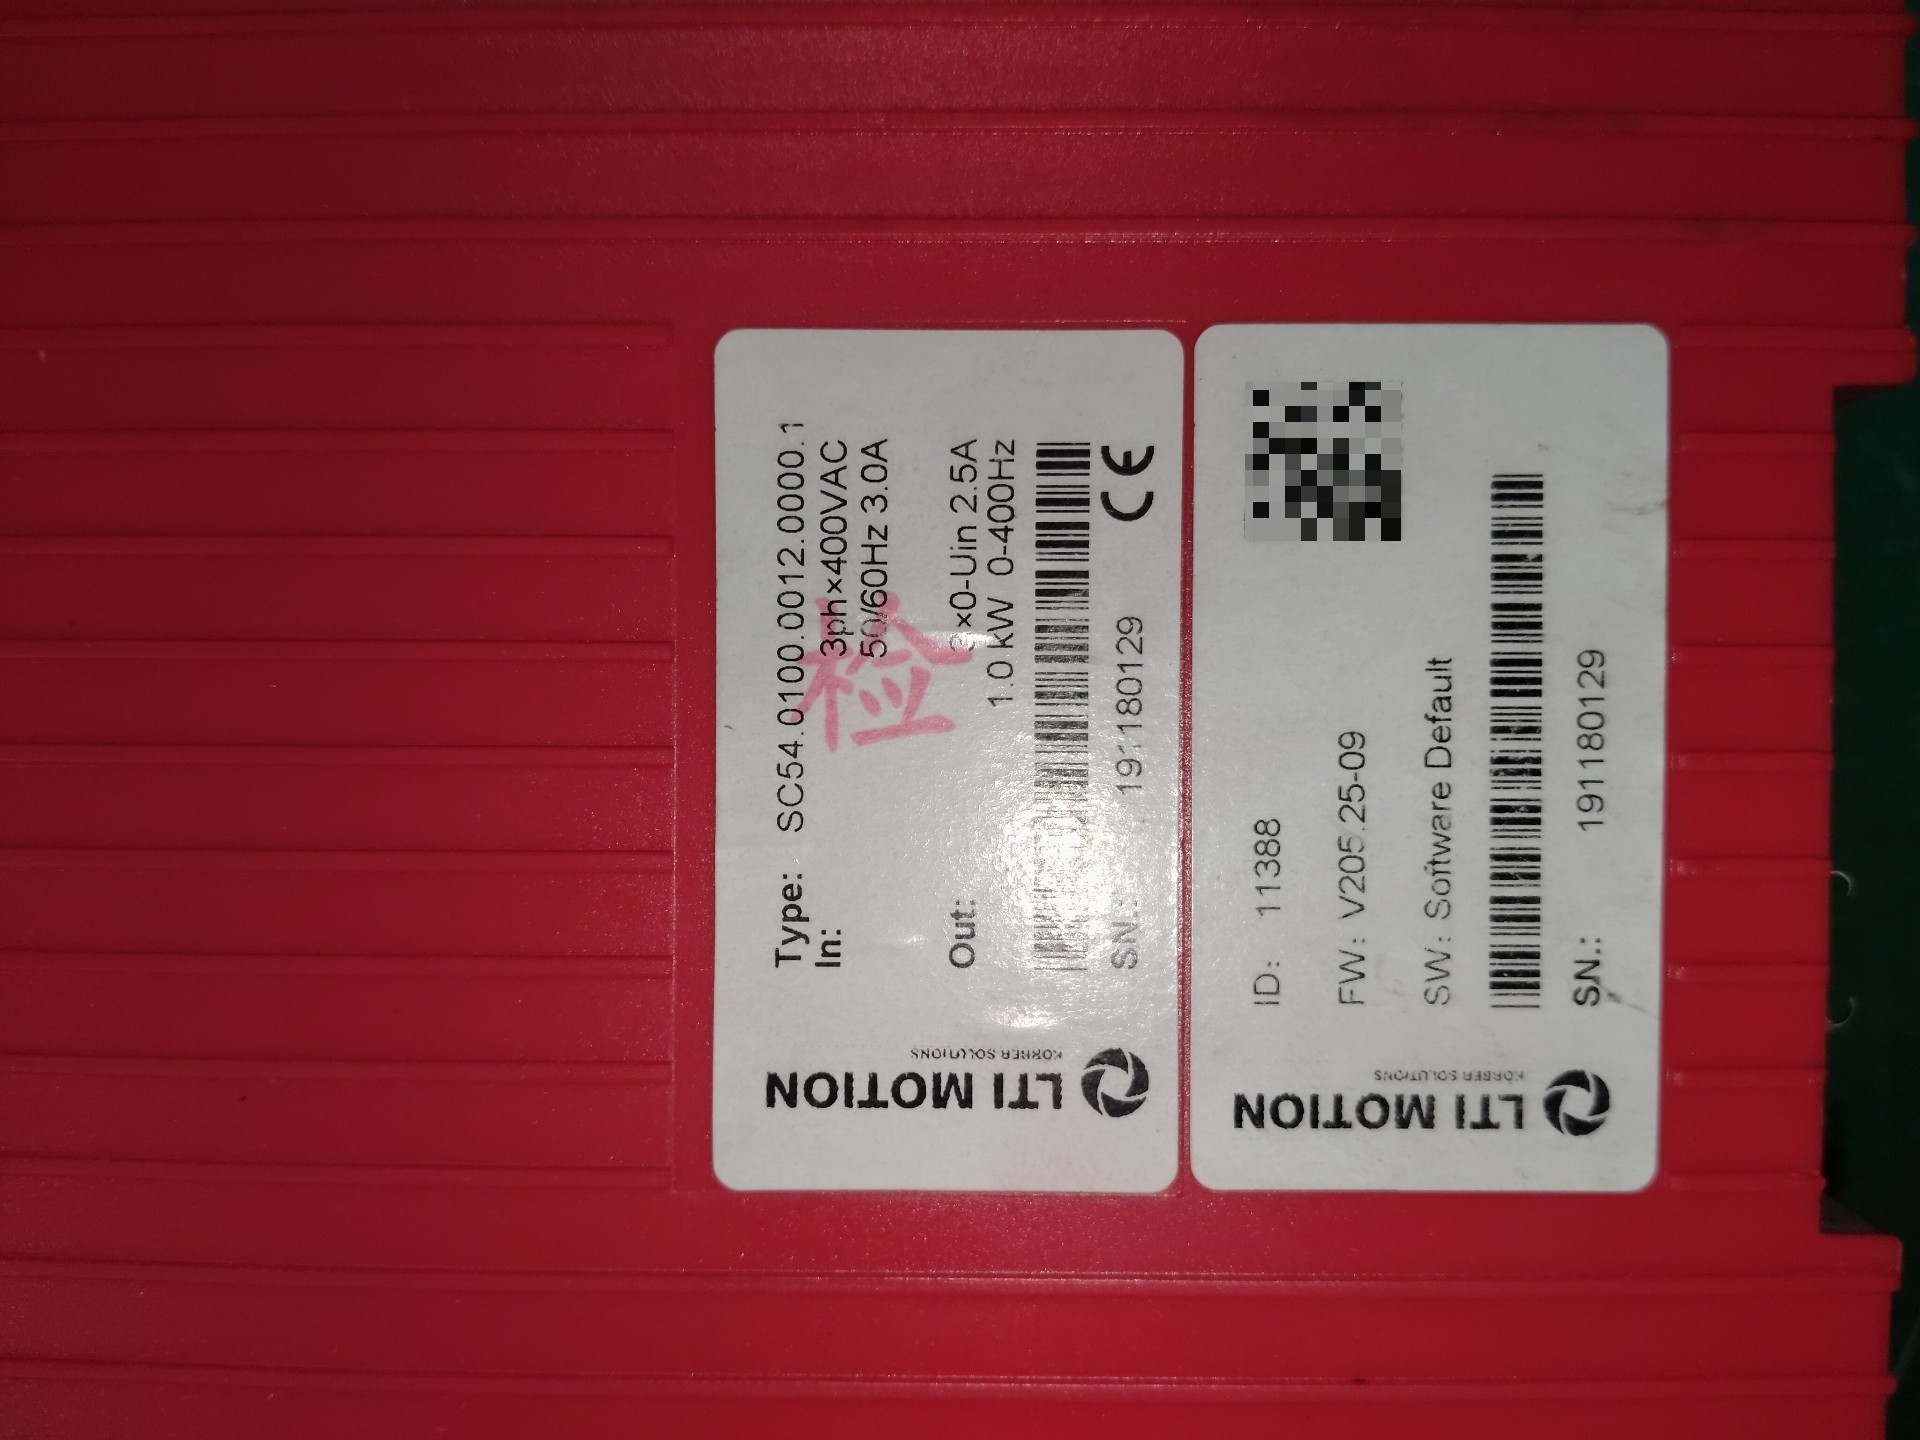 Type: SC54.0100.0012.0000.1
In: 3ph×400VAC
50/60Hz 3.0A
Out: ×0-Uin 2.5A
1.0 kW 0-400Hz
SN.: 191180129
CE
LTI MOTION
KÖRBER SOLUTIONS
检
ID: 11388
FW: V205.25-09
SW: Software Default
SN.: 191180129
LTI MOTION
KÖRBER SOLUTIONS